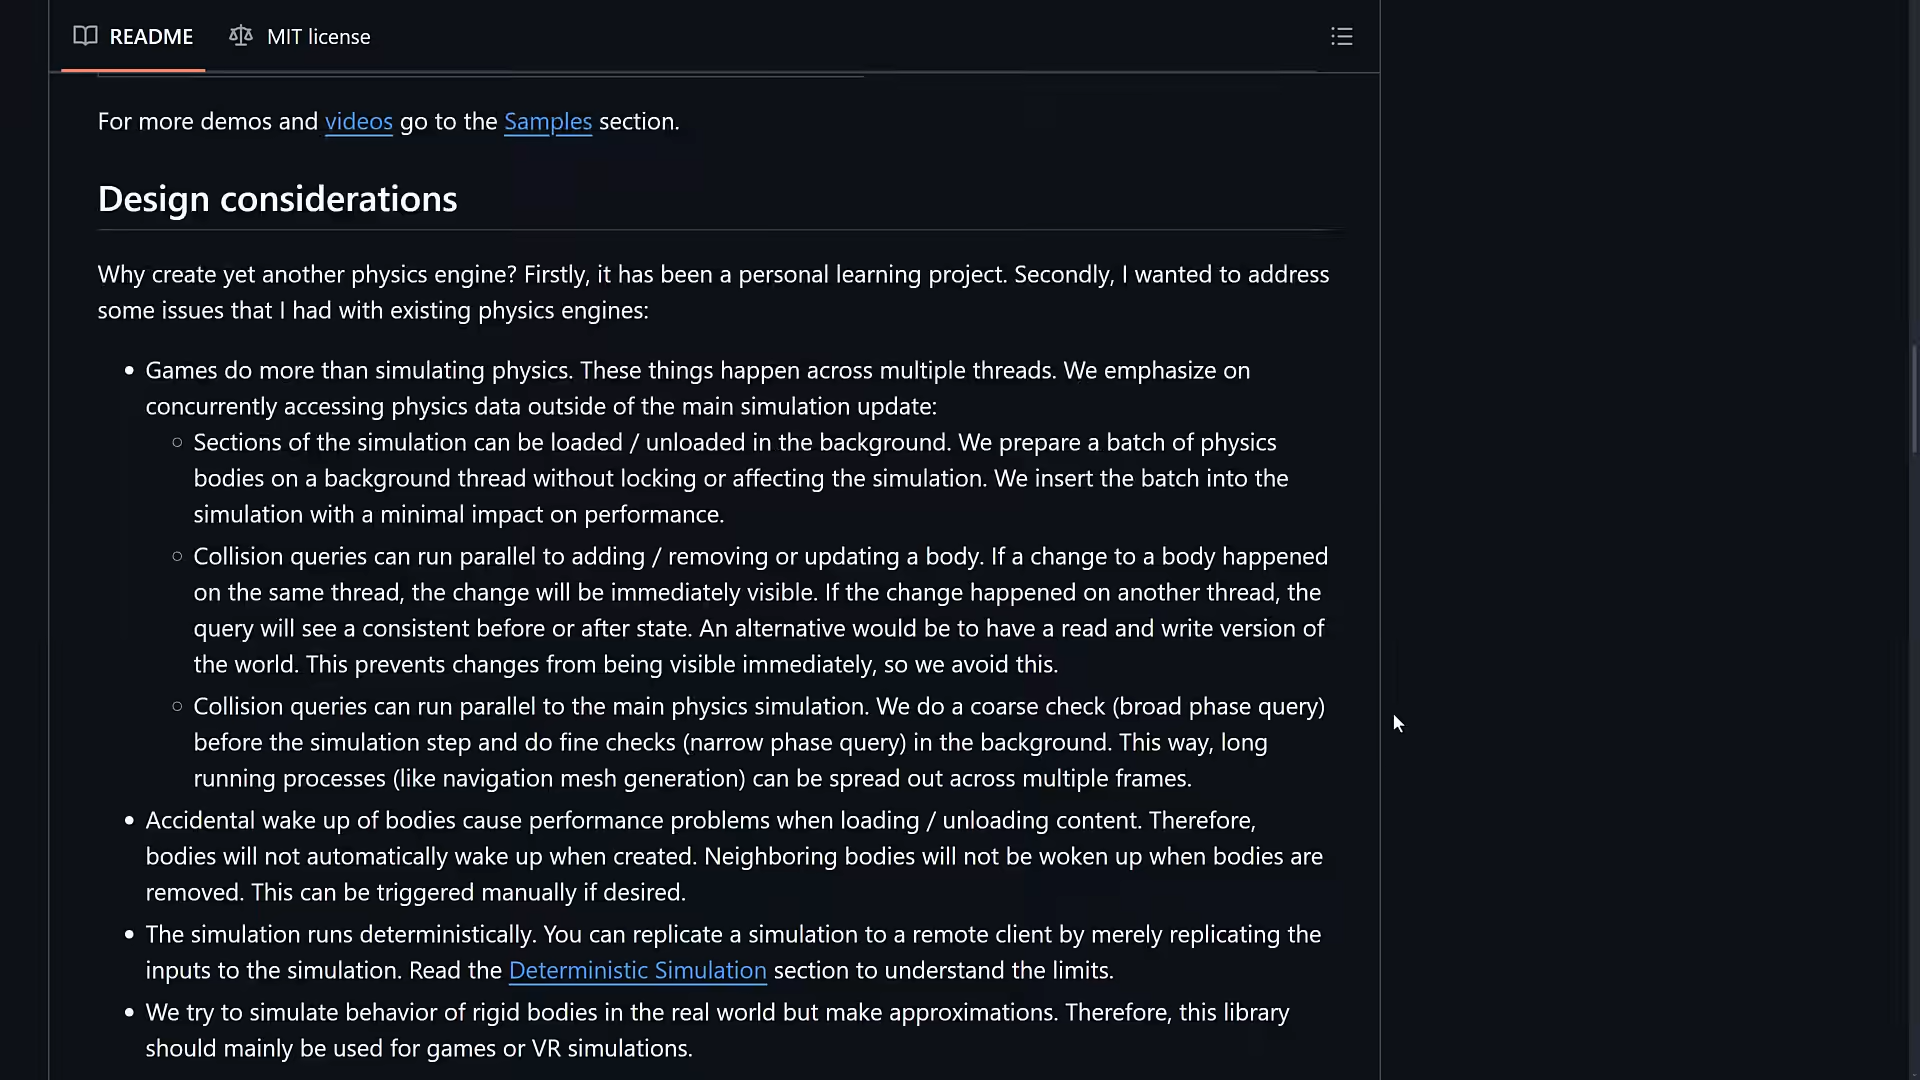 README
MIT license
For more demos and videos go to the Samples section.
Design considerations
Why create yet another physics engine? Firstly, it has been a personal learning project. Secondly, I wanted to address
some issues that I had with existing physics engines:
• Games do more than simulating physics. These things happen across multiple threads. We emphasize on
concurrently accessing physics data outside of the main simulation update:
○ Sections of the simulation can be loaded / unloaded in the background. We prepare a batch of physics
bodies on a background thread without locking or affecting the simulation. We insert the batch into the
simulation with a minimal impact on performance.
○ Collision queries can run parallel to adding / removing or updating a body. If a change to a body happened
on the same thread, the change will be immediately visible. If the change happened on another thread, the
query will see a consistent before or after state. An alternative would be to have a read and write version of
the world. This prevents changes from being visible immediately, so we avoid this.
○ Collision queries can run parallel to the main physics simulation. We do a coarse check (broad phase query)
before the simulation step and do fine checks (narrow phase query) in the background. This way, long
running processes (like navigation mesh generation) can be spread out across multiple frames.
• Accidental wake up of bodies cause performance problems when loading / unloading content. Therefore,
bodies will not automatically wake up when created. Neighboring bodies will not be woken up when bodies are
removed. This can be triggered manually if desired.
• The simulation runs deterministically. You can replicate a simulation to a remote client by merely replicating the
inputs to the simulation. Read the Deterministic Simulation section to understand the limits.
• We try to simulate behavior of rigid bodies in the real world but make approximations. Therefore, this library
should mainly be used for games or VR simulations.